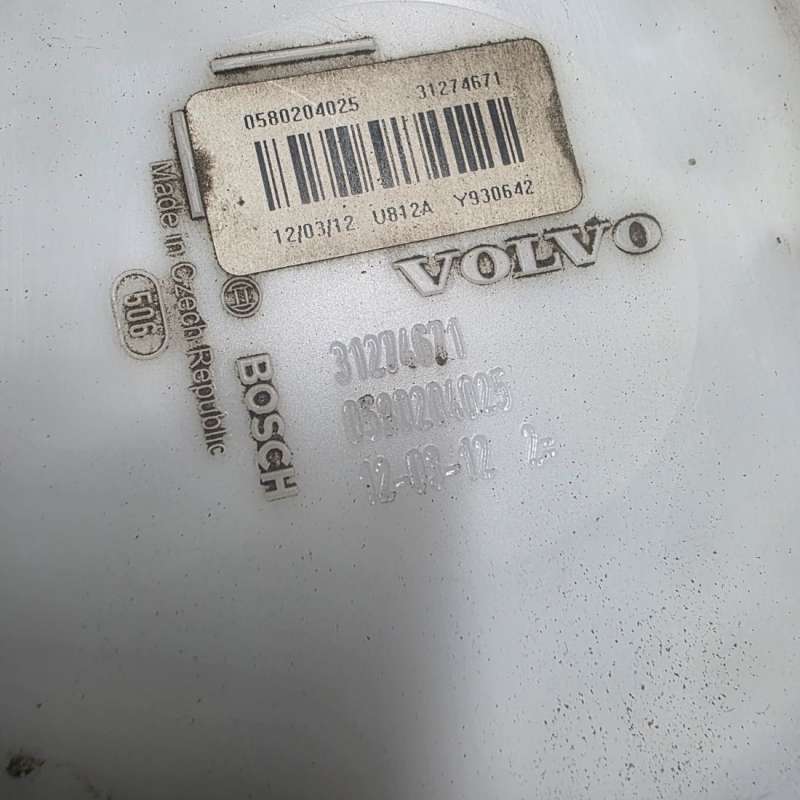 0580204025 31274671
12/03/12 U812A Y930642
VOLVO
Made in Czech Republic
506
BOSCH
31274671
0580204025
12-03-12